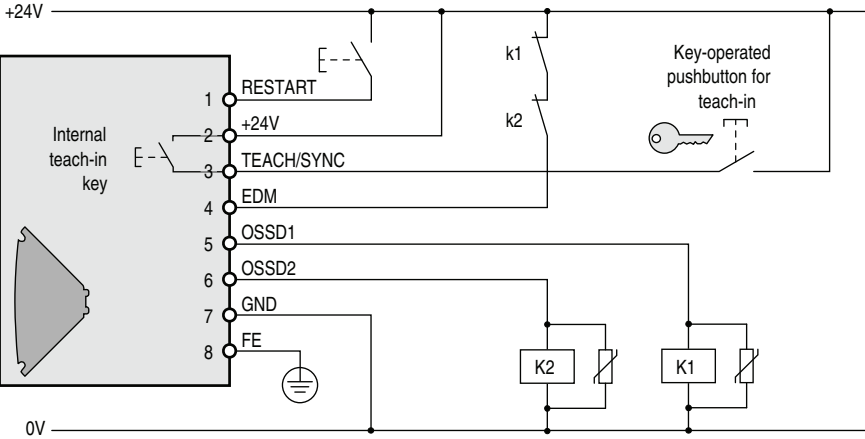 +24V
k1
Key-operated
pushbutton for
teach-in
1 RESTART
k2
2 +24V
Internal
teach-in
key
3 TEACH/SYNC
4 EDM
5 OSSD1
6 OSSD2
7 GND
8 FE
K2
K1
0V